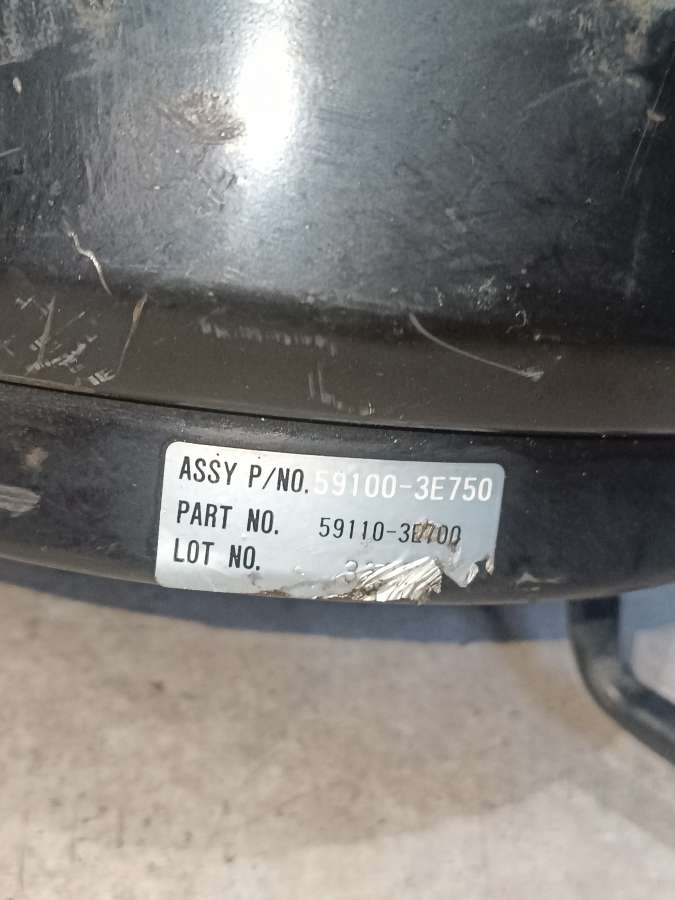 ASSY P/NO. 59100-3E750
PART NO. 59110-3E700
LOT NO.